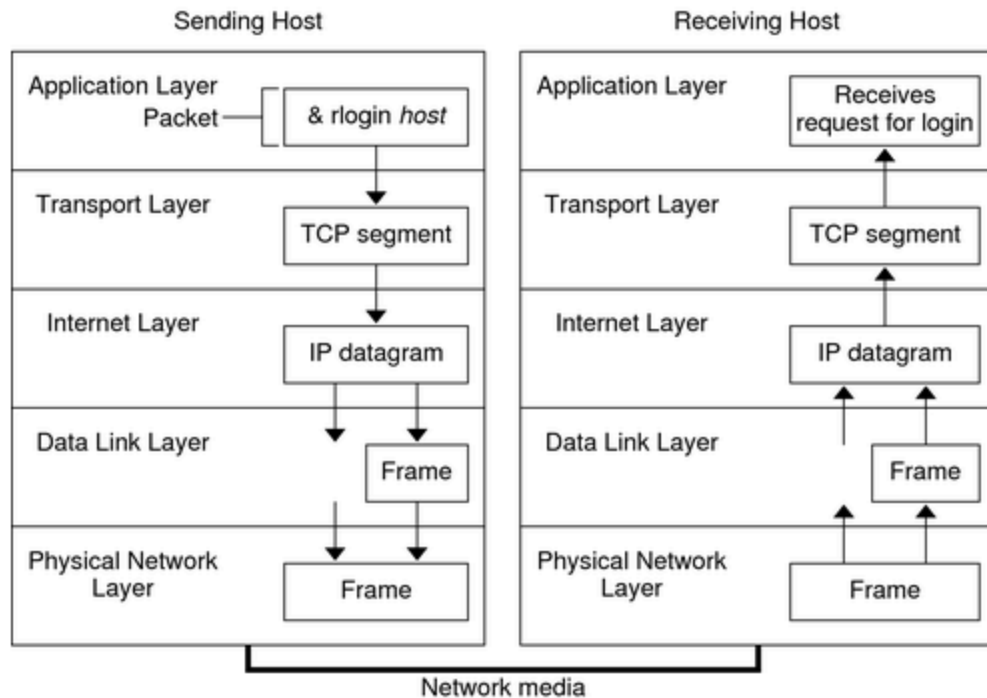 Sending Host
Application Layer
Packet
& rlogin host
Transport Layer
TCP segment
Internet Layer
IP datagram
Data Link Layer
Frame
Physical Network
Layer
Frame
Receiving Host
Application Layer
Receives
request for login
Transport Layer
TCP segment
Internet Layer
IP datagram
Data Link Layer
Frame
Physical Network
Layer
Frame
Network media